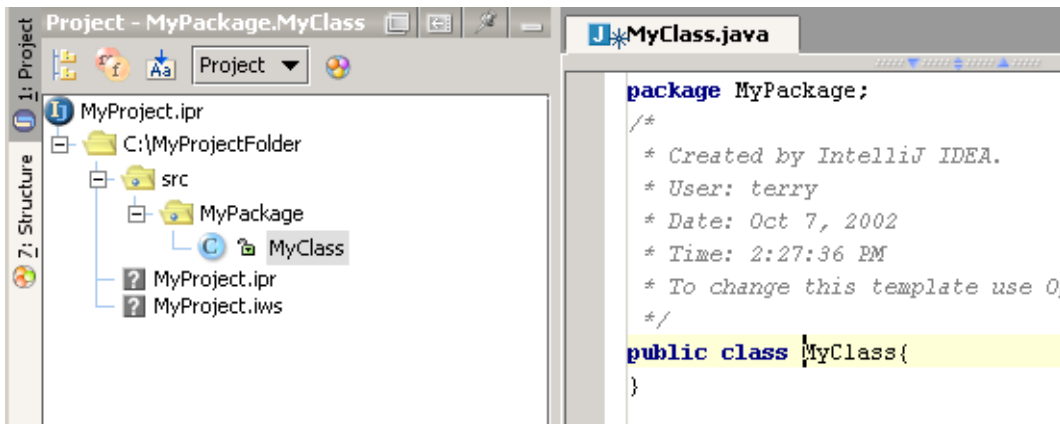 1: Project
7: Structure
Project - MyPackage.MyClass
Project
MyProject.ipr
C:\MyProjectFolder
src
MyPackage
C MyClass
? MyProject.ipr
? MyProject.iws
J MyClass.java
package MyPackage;
/*
* Created by IntelliJ IDEA.
* User: terry
* Date: Oct 7, 2002
* Time: 2:27:36 PM
* To change this template use
*/
public class MyClass{
}